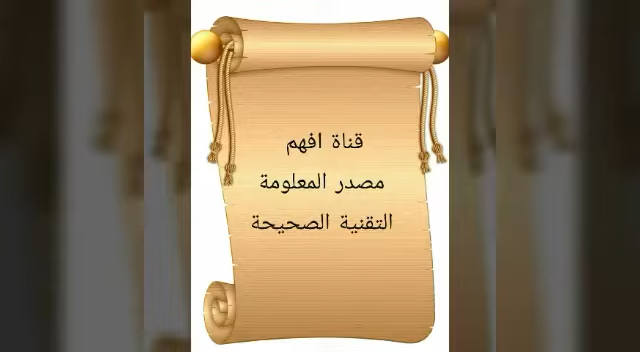 قناة افهم
مصدر المعلومة
التقنية الصحيحة